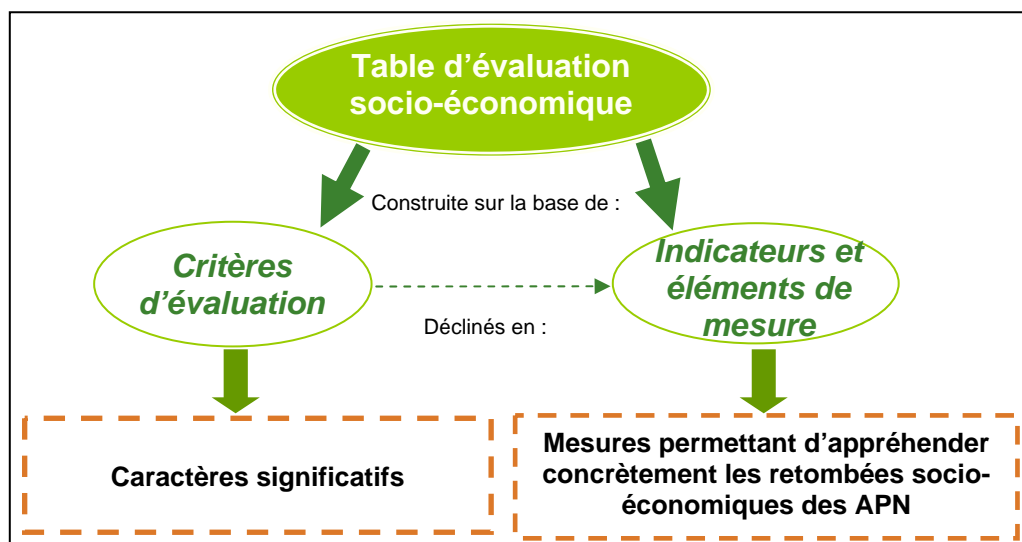 Table d’évaluation
socio-économique
Construite sur la base de :
Critères
d’évaluation
Indicateurs et
éléments de
mesure
Déclinés en :
Caractères significatifs
Mesures permettant d’appréhender
concrètement les retombées socio-
économiques des APN